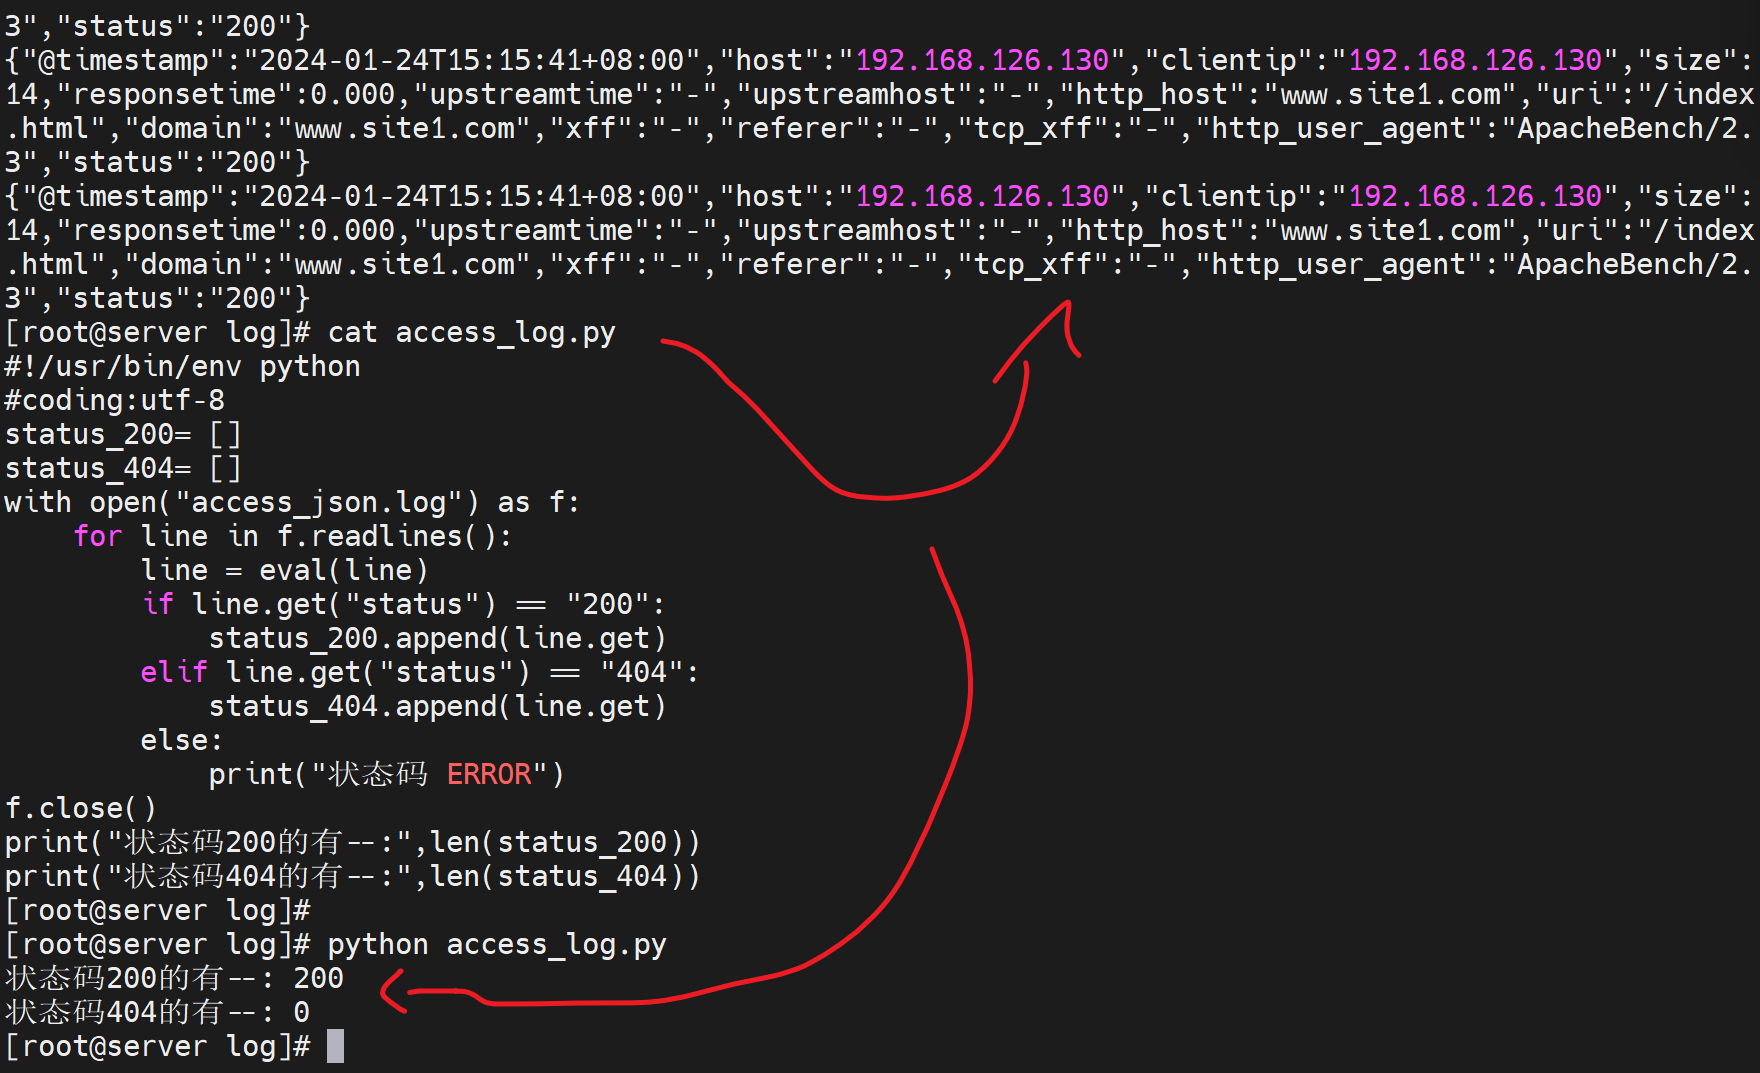 3","status":"200"}
{"@timestamp":"2024-01-24T15:15:41+08:00","host":"192.168.126.130","clientip":"192.168.126.130","size":
14,"responsetime":0.000,"upstreamtime":"-","upstreamhost":"-","http_host":"www.site1.com","uri":"/index
.html","domain":"www.site1.com","xff":"-","referer":"-","tcp_xff":"-","http_user_agent":"ApacheBench/2.
3","status":"200"}
{"@timestamp":"2024-01-24T15:15:41+08:00","host":"192.168.126.130","clientip":"192.168.126.130","size":
14,"responsetime":0.000,"upstreamtime":"-","upstreamhost":"-","http_host":"www.site1.com","uri":"/index
.html","domain":"www.site1.com","xff":"-","referer":"-","tcp_xff":"-","http_user_agent":"ApacheBench/2.
3","status":"200"}
[root@server log]# cat access_log.py
#!/usr/bin/env python
#coding:utf-8
status_200= []
status_404= []
with open("access_json.log") as f:
    for line in f.readlines():
        line = eval(line)
        if line.get("status") == "200":
            status_200.append(line.get)
        elif line.get("status") == "404":
            status_404.append(line.get)
        else:
            print("状态码 ERROR")
f.close()
print("状态码200的有--:",len(status_200))
print("状态码404的有--:",len(status_404))
[root@server log]#
[root@server log]# python access_log.py
状态码200的有--: 200
状态码404的有--: 0
[root@server log]#